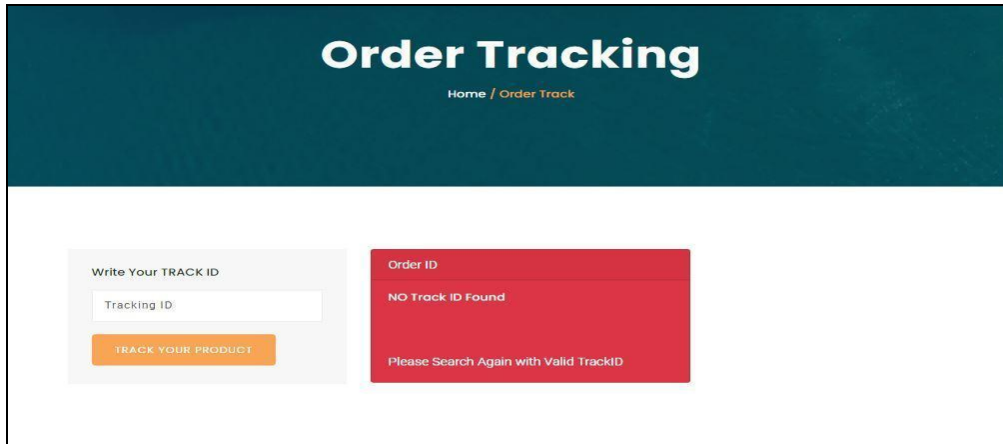 Order Tracking
Home / Order Track
Write Your TRACK ID
Tracking ID
TRACK YOUR PRODUCT
Order ID
NO Track ID Found
Please Search Again with Valid TrackID